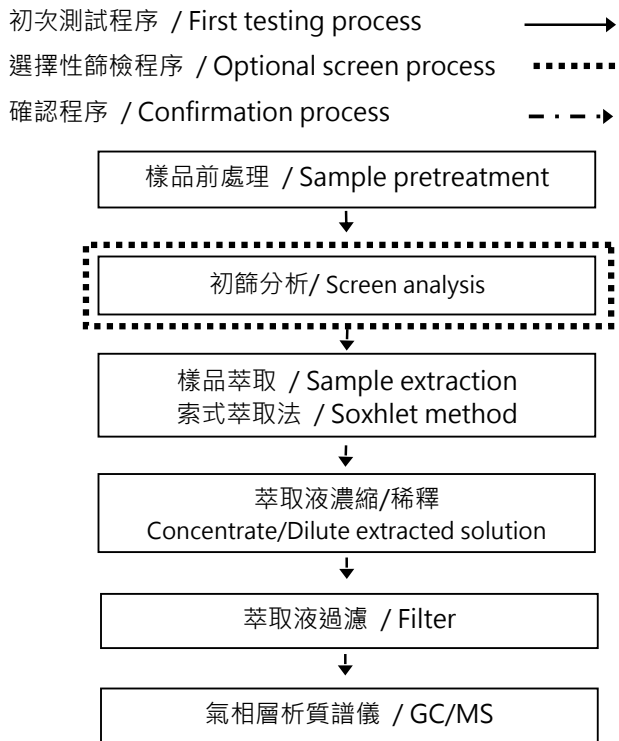 初次測試程序 / First testing process
選擇性篩檢程序 / Optional screen process
確認程序 / Confirmation process
樣品前處理 / Sample pretreatment
初篩分析/ Screen analysis
樣品萃取 / Sample extraction
索式萃取法 / Soxhlet method
萃取液濃縮/稀釋
Concentrate/Dilute extracted solution
萃取液過濾 / Filter
氣相層析質譜儀 / GC/MS